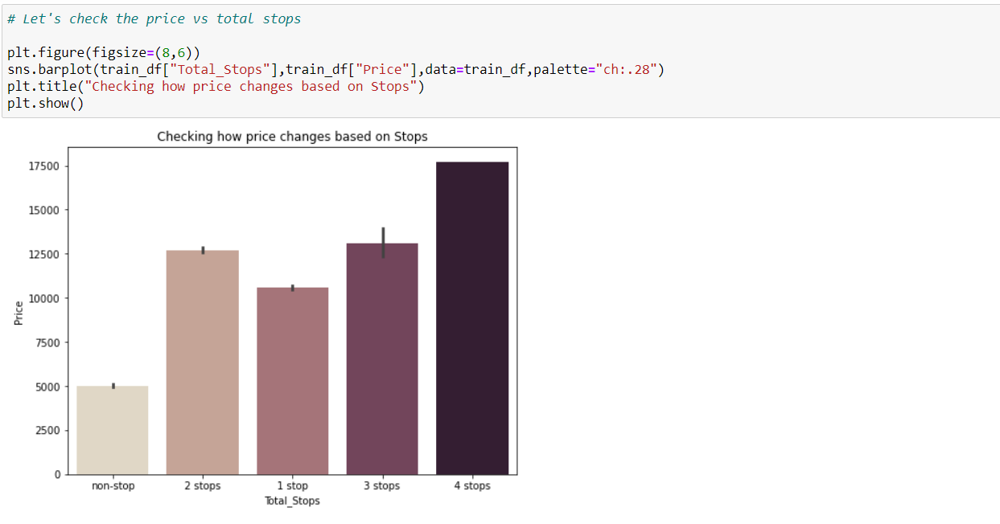 # Let's check the price vs total stops
plt.figure(figsize=(8,6))
sns.barplot(train_df["Total_Stops"],train_df["Price"],data=train_df,palette="ch:.28")
plt.title("Checking how price changes based on Stops")
plt.show()
Checking how price changes based on Stops
17500
15000
12500
10000
7500
5000
2500
0
Price
non-stop 2 stops 1 stop 3 stops 4 stops
Total_Stops